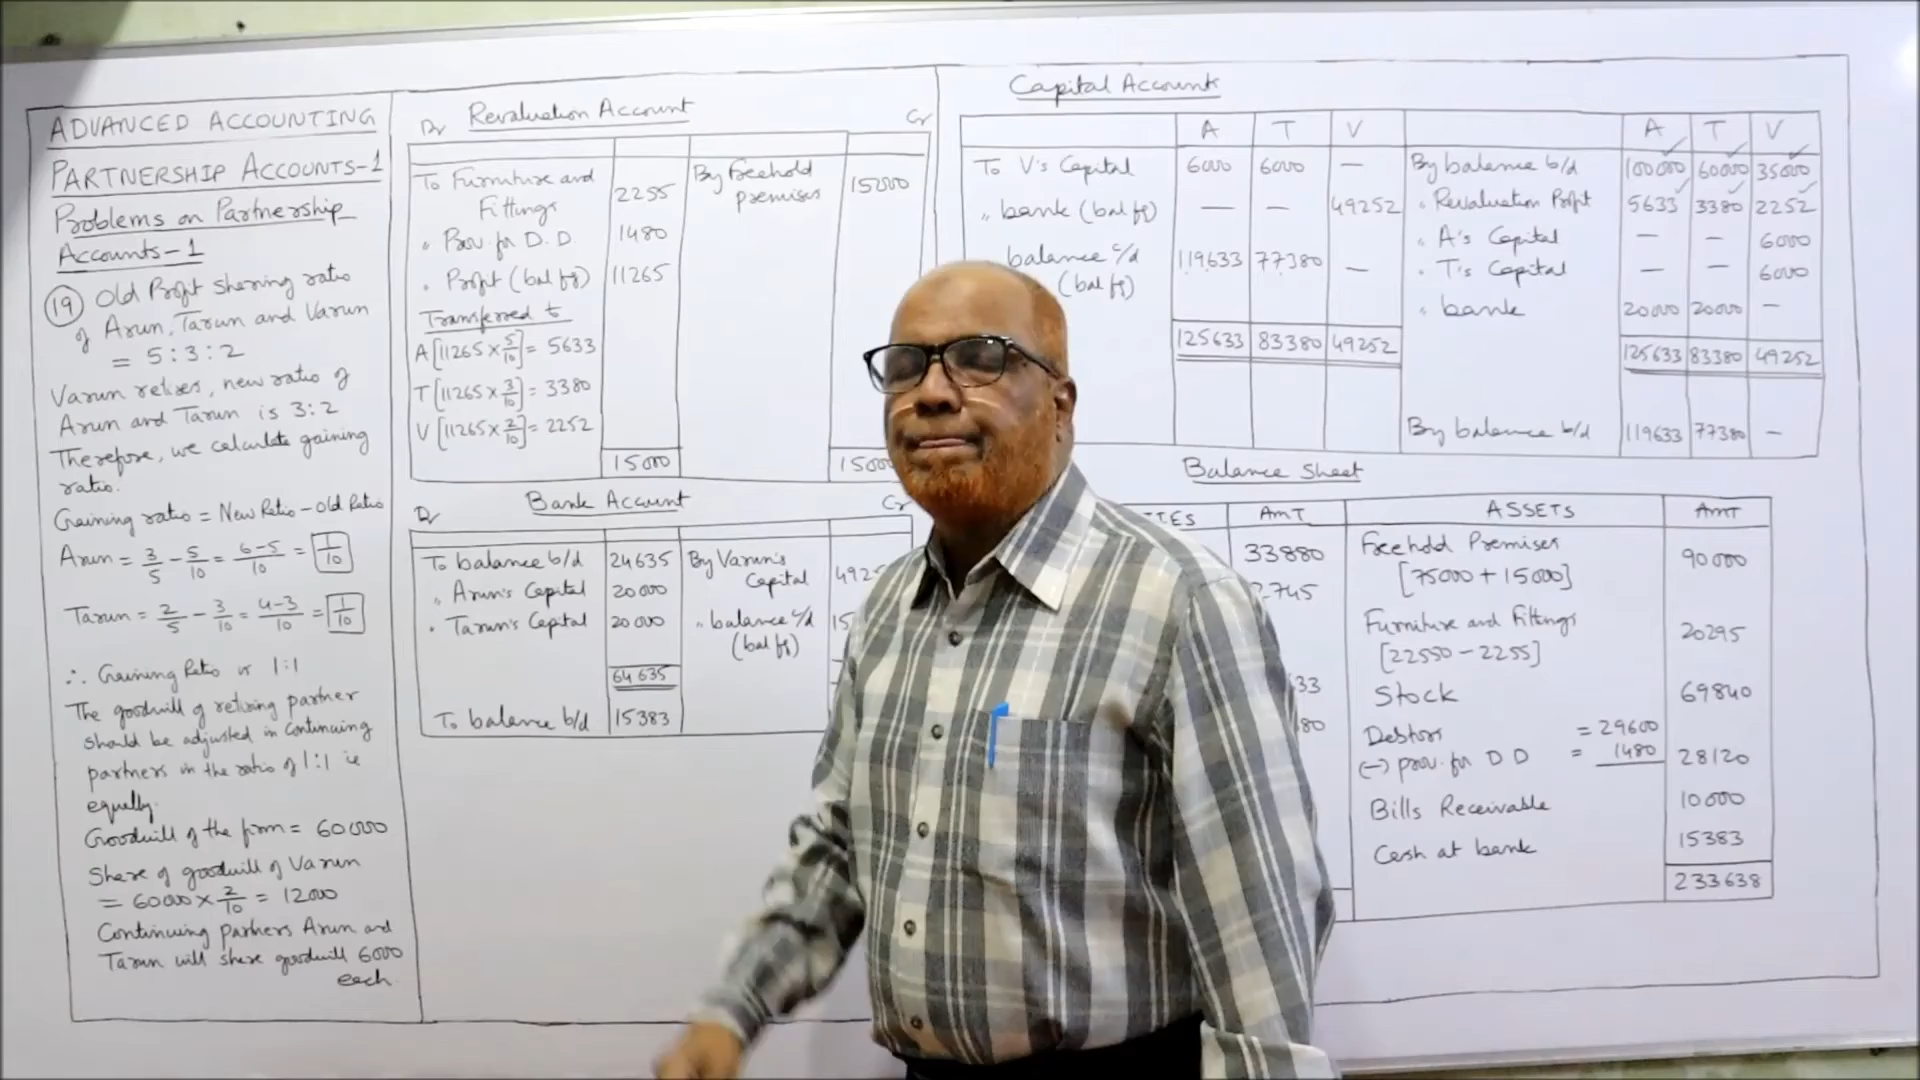 ADVANCED ACCOUNTING
PARTNERSHIP ACCOUNTS-1
Problems on Partnership
Accounts-1
19 Old Profit sharing ratio
of Arun, Tarun and Varun
= 5:3:2
Varun retires, new ratio of
Arun and Tarun is 3:2
Therefore, we calculate gaining
ratio.
Gaining ratio = New Ratio - Old Ratio
Arun = 3/5 - 5/10 = 6-5/10 = 1/10
Tarun = 2/5 - 3/10 = 4-3/10 = 1/10
∴ Gaining Ratio is 1:1
The goodwill of retiring partner
should be adjusted in continuing
partners in the ratio of 1:1 ie
equally.
Goodwill of the firm = 60000
Share of goodwill of Varun
= 60000 × 2/10 = 12000
Continuing partners Arun and
Tarun will share goodwill 6000
each.
Revaluation Account
Dr Cr
To Furniture and Fittings 2255 By Freehold premises 15000
" Prov. for D.D. 1480
" Profit (bal fg) 11265
Transferred to
A [11265 × 5/10] = 5633
T [11265 × 3/10] = 3380
V [11265 × 2/10] = 2252
15000 15000
Bank Account
Dr Cr
To balance b/d 24635 By Varun's Capital 4925
" Arun's Capital 20000
" Tarun's Capital 20000 " balance c/d (bal fg) 15
64635
To balance b/d 15383
Capital Accounts
A T V A T V
To V's Capital 6000 6000 — By balance b/d 100000 60000 35000
" bank (bal fg) — — 49252 " Revaluation Profit 5633 3380 2252
" A's Capital — — 6000
balance c/d (bal fg) 119633 77380 — " T's Capital — — 6000
" bank 20000 20000 —
125633 83380 49252 125633 83380 49252
By balance b/d 119633 77380 —
Balance Sheet
TIES AMT ASSETS AMT
33880 Freehold Premises [75000 + 15000] 90000
2745
Furniture and Fittings [22550 - 2255] 20295
33 Stock 69840
80 Debtors = 29600
(-) prov. for D D = 1480 28120
Bills Receivable 10000
Cash at bank 15383
233638